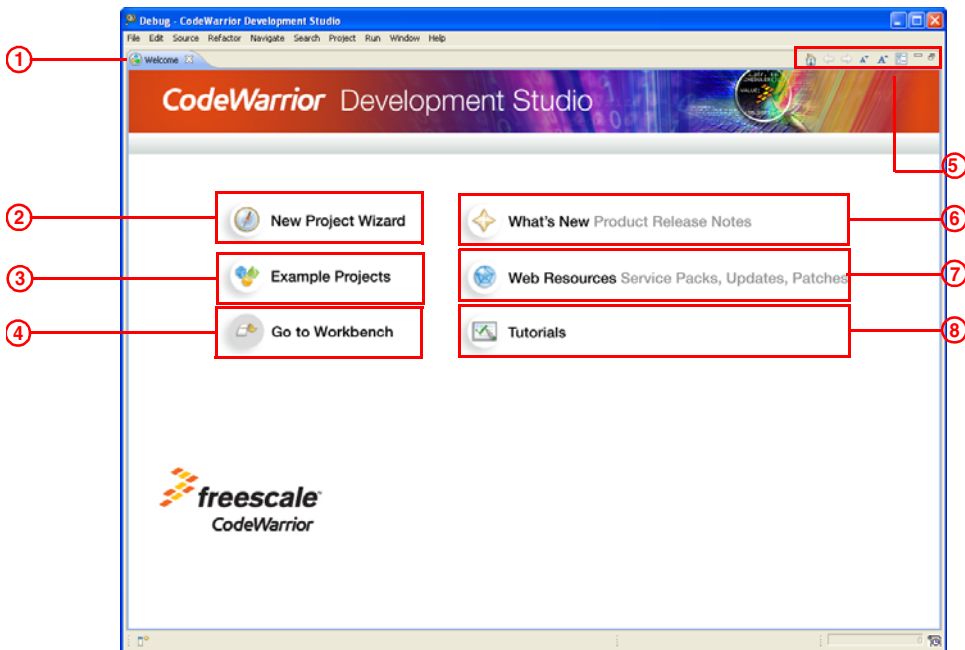 Debug - CodeWarrior Development Studio
File Edit Source Refactor Navigate Search Project Run Window Help
1
Welcome
A+ A-
CodeWarrior Development Studio
VALUE:
5
2
New Project Wizard
What's New Product Release Notes
6
3
Example Projects
Web Resources Service Packs, Updates, Patches
7
4
Go to Workbench
Tutorials
8
freescale
CodeWarrior
0